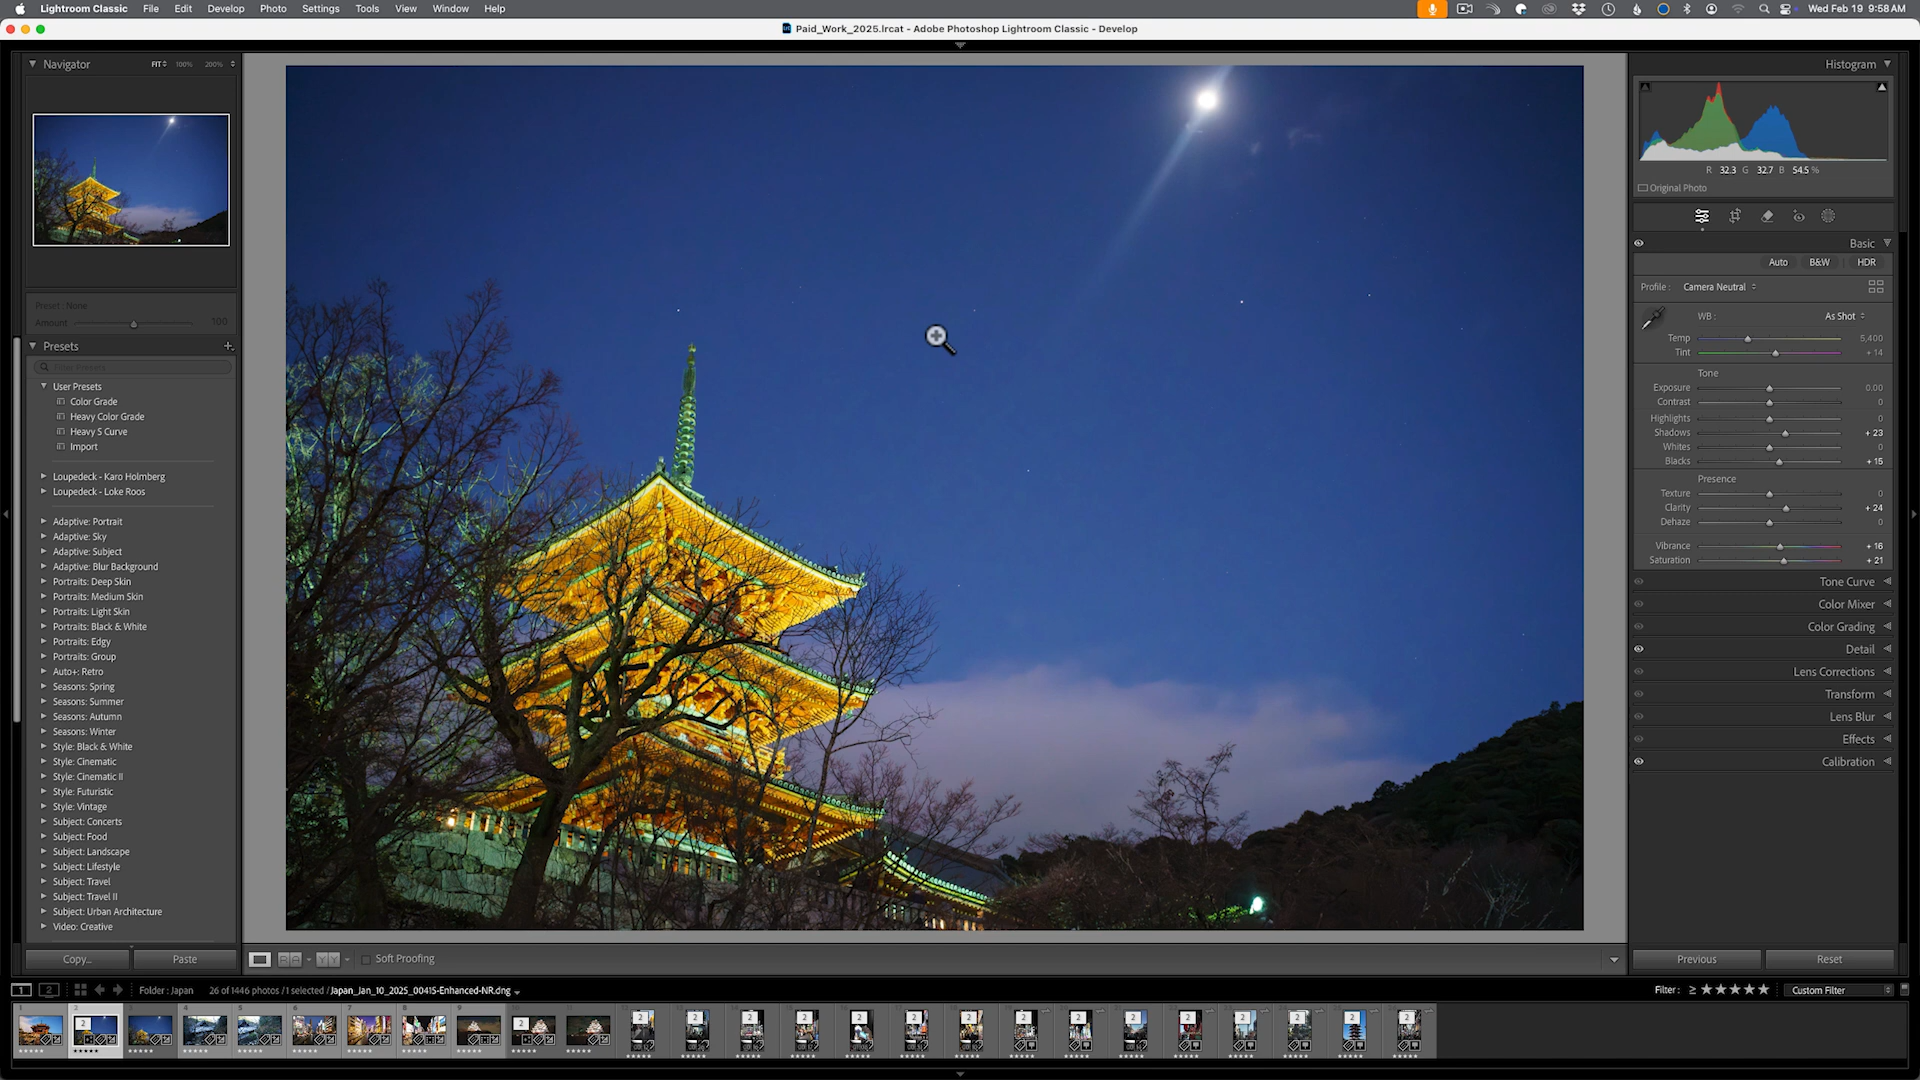 Lightroom Classic File Edit Develop Photo Settings Tools View Window Help
Wed Feb 19 9:58 AM
Paid_Work_2025.lrcat - Adobe Photoshop Lightroom Classic - Develop
Navigator FIT 100% 200%
Preset : None
Amount 100
Presets
Filter Presets
User Presets
Color Grade
Heavy Color Grade
Heavy S Curve
Import
Loupedeck - Karo Holmberg
Loupedeck - Loke Roos
Adaptive: Portrait
Adaptive: Sky
Adaptive: Subject
Adaptive: Blur Background
Portraits: Deep Skin
Portraits: Medium Skin
Portraits: Light Skin
Portraits: Black & White
Portraits: Edgy
Portraits: Group
Auto+: Retro
Seasons: Spring
Seasons: Summer
Seasons: Autumn
Seasons: Winter
Style: Black & White
Style: Cinematic
Style: Cinematic II
Style: Futuristic
Style: Vintage
Subject: Concerts
Subject: Food
Subject: Landscape
Subject: Lifestyle
Subject: Travel
Subject: Travel II
Subject: Urban Architecture
Video: Creative
Copy... Paste
Soft Proofing
Histogram
R 32.3 G 32.7 B 54.5 %
Original Photo
Basic
Auto B&W HDR
Profile : Camera Neutral
WB : As Shot
Temp 5,400
Tint + 14
Tone
Exposure 0.00
Contrast 0
Highlights 0
Shadows + 23
Whites 0
Blacks + 15
Presence
Texture 0
Clarity + 24
Dehaze 0
Vibrance + 16
Saturation + 21
Tone Curve
Color Mixer
Color Grading
Detail
Lens Corrections
Transform
Lens Blur
Effects
Calibration
Previous Reset
1 2 Folder : Japan 26 of 1446 photos / 1 selected / Japan_Jan_10_2025_00415-Enhanced-NR.dng
Filter : ≥ ★★★★★ Custom Filter